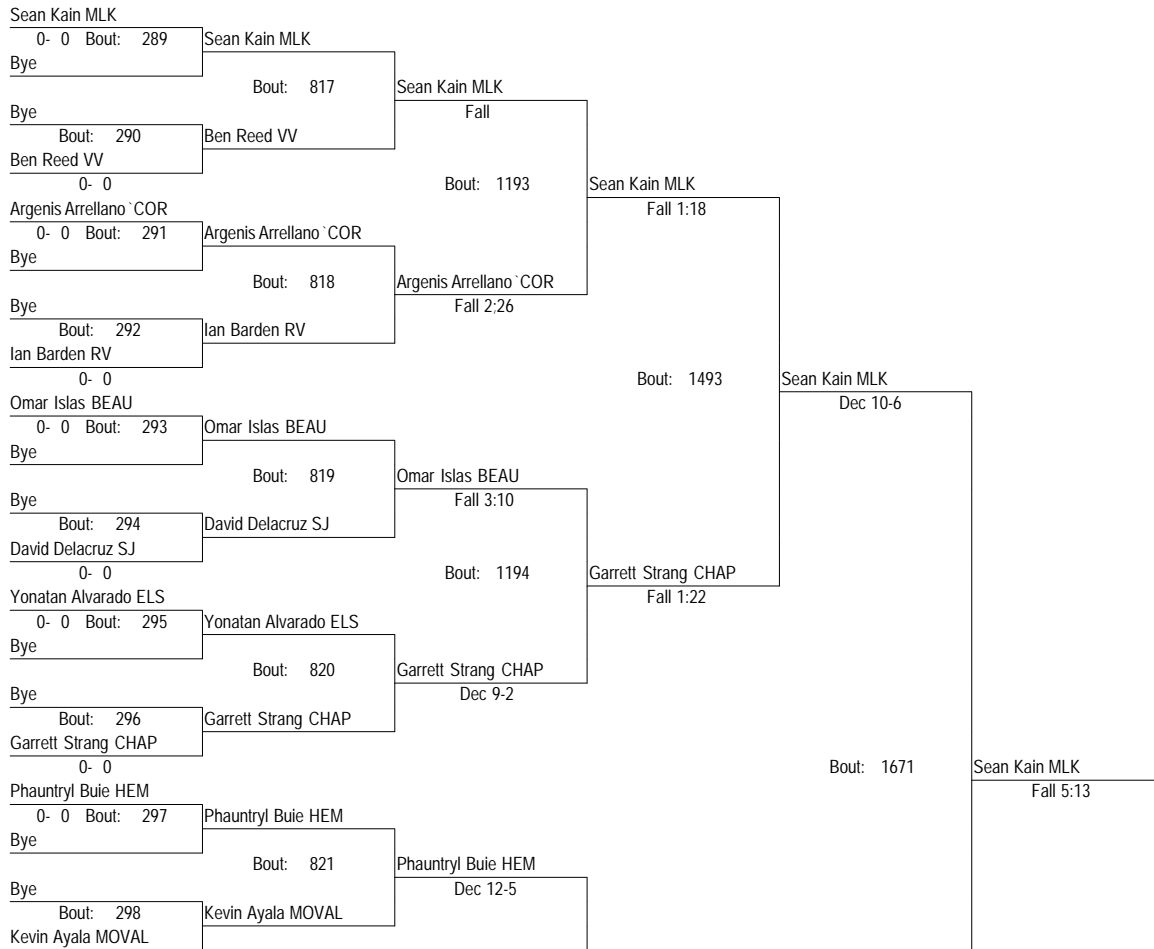 Sean Kain MLK
0- 0 Bout: 289 Sean Kain MLK
Bye
Bout: 817 Sean Kain MLK
Bye Fall
Bout: 290 Ben Reed VV
Ben Reed VV
0- 0 Bout: 1193 Sean Kain MLK
Argenis Arrellano `COR Fall 1:18
0- 0 Bout: 291 Argenis Arrellano `COR
Bye
Bout: 818 Argenis Arrellano `COR
Bye Fall 2;26
Bout: 292 Ian Barden RV
Ian Barden RV
0- 0 Bout: 1493 Sean Kain MLK
Omar Islas BEAU Dec 10-6
0- 0 Bout: 293 Omar Islas BEAU
Bye
Bout: 819 Omar Islas BEAU
Bye Fall 3:10
Bout: 294 David Delacruz SJ
David Delacruz SJ
0- 0 Bout: 1194 Garrett Strang CHAP
Yonatan Alvarado ELS Fall 1:22
0- 0 Bout: 295 Yonatan Alvarado ELS
Bye
Bout: 820 Garrett Strang CHAP
Bye Dec 9-2
Bout: 296 Garrett Strang CHAP
Garrett Strang CHAP
0- 0 Bout: 1671 Sean Kain MLK
Phauntryl Buie HEM Fall 5:13
0- 0 Bout: 297 Phauntryl Buie HEM
Bye
Bout: 821 Phauntryl Buie HEM
Bye Dec 12-5
Bout: 298 Kevin Ayala MOVAL
Kevin Ayala MOVAL